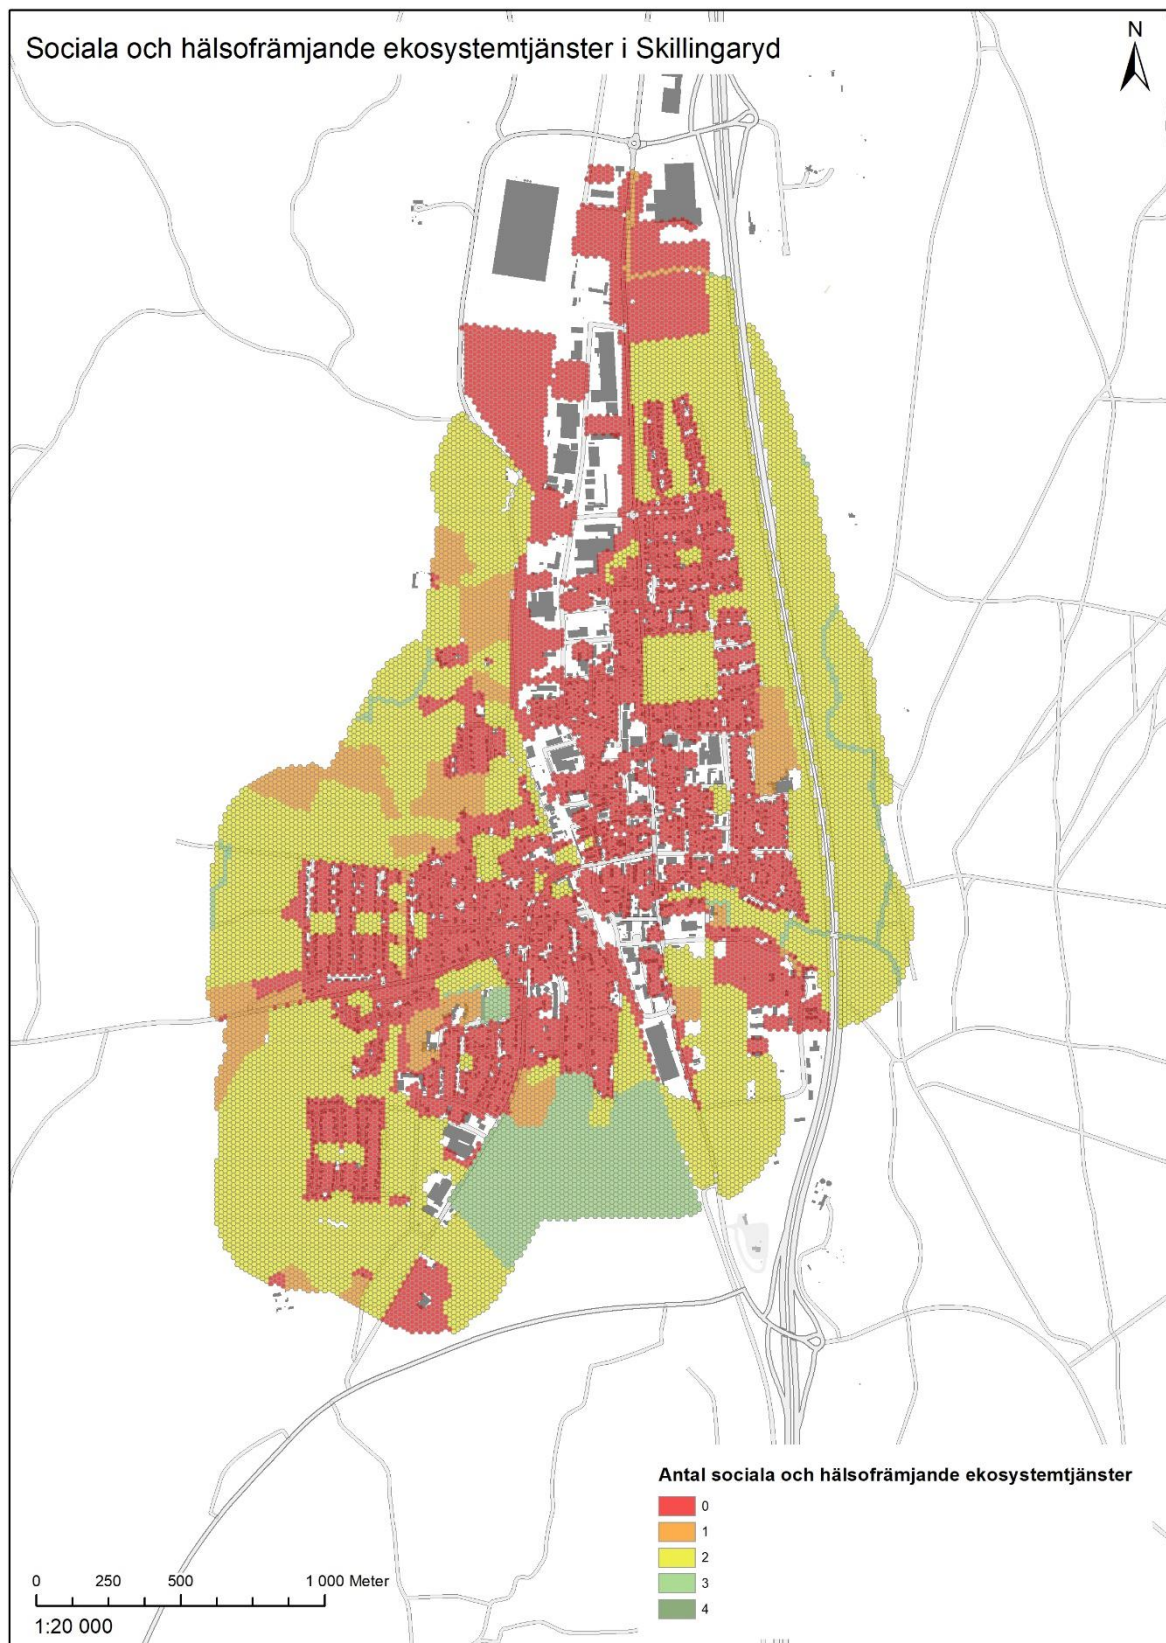 Sociala och hälsofrämjande ekosystemtjänster i Skillingaryd
N
Antal sociala och hälsofrämjande ekosystemtjänster
0
1
2
3
4
0 250 500 1 000 Meter
1:20 000